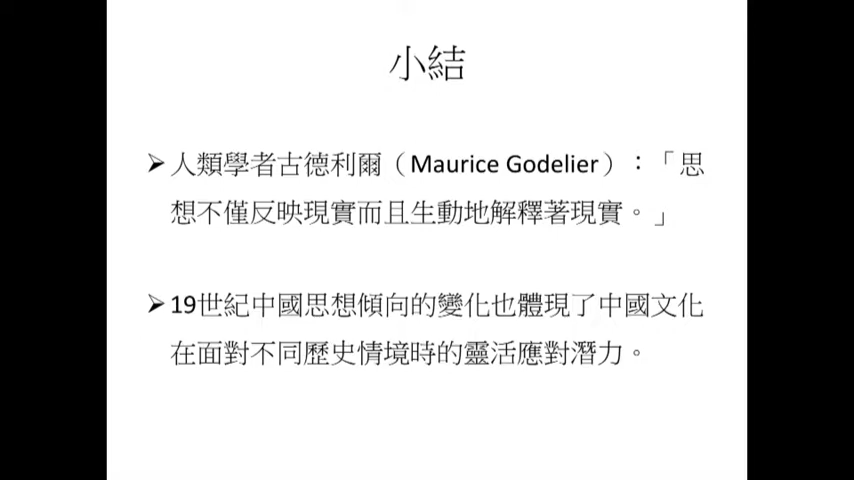 小結
➢人類學者古德利爾（Maurice Godelier）：「思
想不僅反映現實而且生動地解釋著現實。」
➢19世紀中國思想傾向的變化也體現了中國文化
在面對不同歷史情境時的靈活應對潛力。